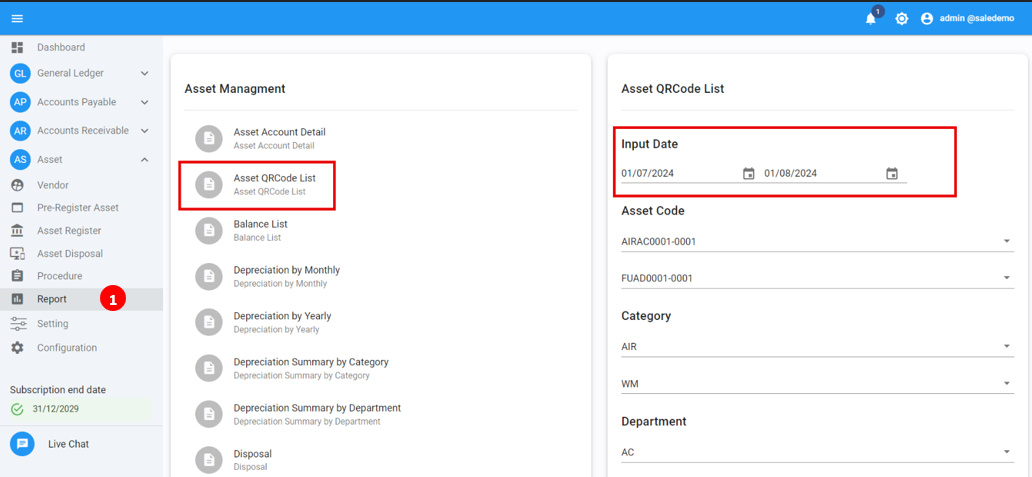 1
admin @saledemo
Dashboard
GL General Ledger
AP Accounts Payable
AR Accounts Receivable
AS Asset
Vendor
Pre-Register Asset
Asset Register
Asset Disposal
Procedure
Report 1
Setting
Configuration
Subscription end date
31/12/2029
Live Chat
Asset Managment
Asset Account Detail
Asset Account Detail
Asset QRCode List
Asset QRCode List
Balance List
Balance List
Depreciation by Monthly
Depreciation by Monthly
Depreciation by Yearly
Depreciation by Yearly
Depreciation Summary by Category
Depreciation Summary by Category
Depreciation Summary by Department
Depreciation Summary by Department
Disposal
Disposal
Asset QRCode List
Input Date
01/07/2024 01/08/2024
Asset Code
AIRAC0001-0001
FUAD0001-0001
Category
AIR
WM
Department
AC